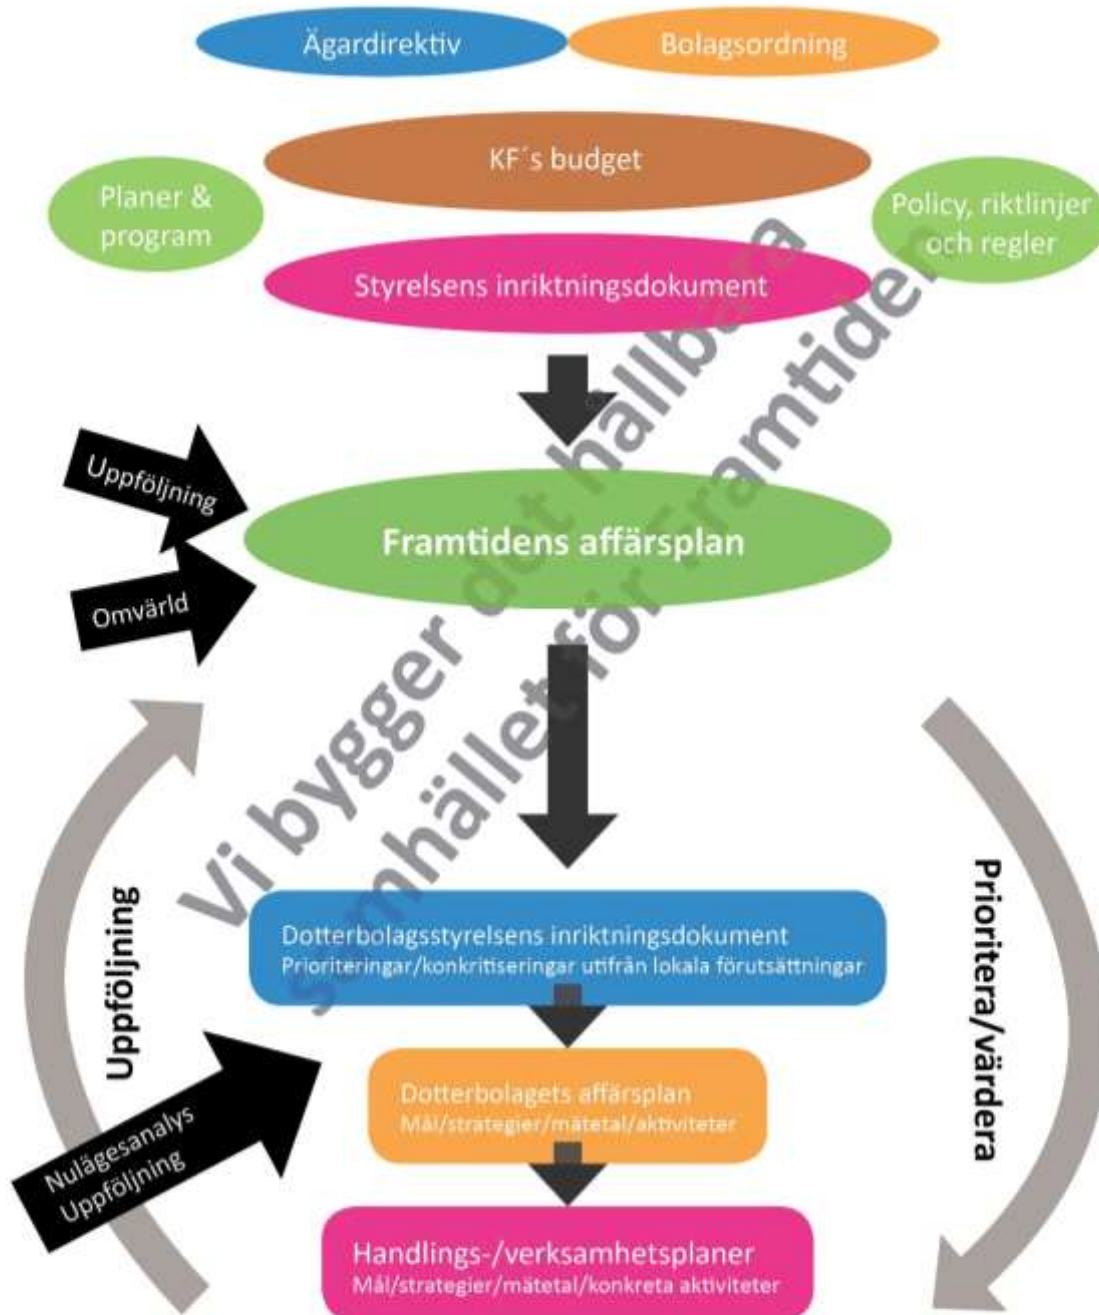 Ägardirektiv
Bolagsordning
KF´s budget
Planer &
program
Policy, riktlinjer
och regler
Styrelsens inriktningsdokument
Uppföljning
Framtidens affärsplan
Omvärld
Vi bygger det hållbara
samhället för Framtiden
Uppföljning
Prioritera/värdera
Dotterbolagsstyrelsens inriktningsdokument
Prioriteringar/konkritiseringar utifrån lokala förutsättningar
Nulägesanalys
Uppföljning
Dotterbolagets affärsplan
Mål/strategier/mätetal/aktiviteter
Handlings-/verksamhetsplaner
Mål/strategier/mätetal/konkreta aktiviteter